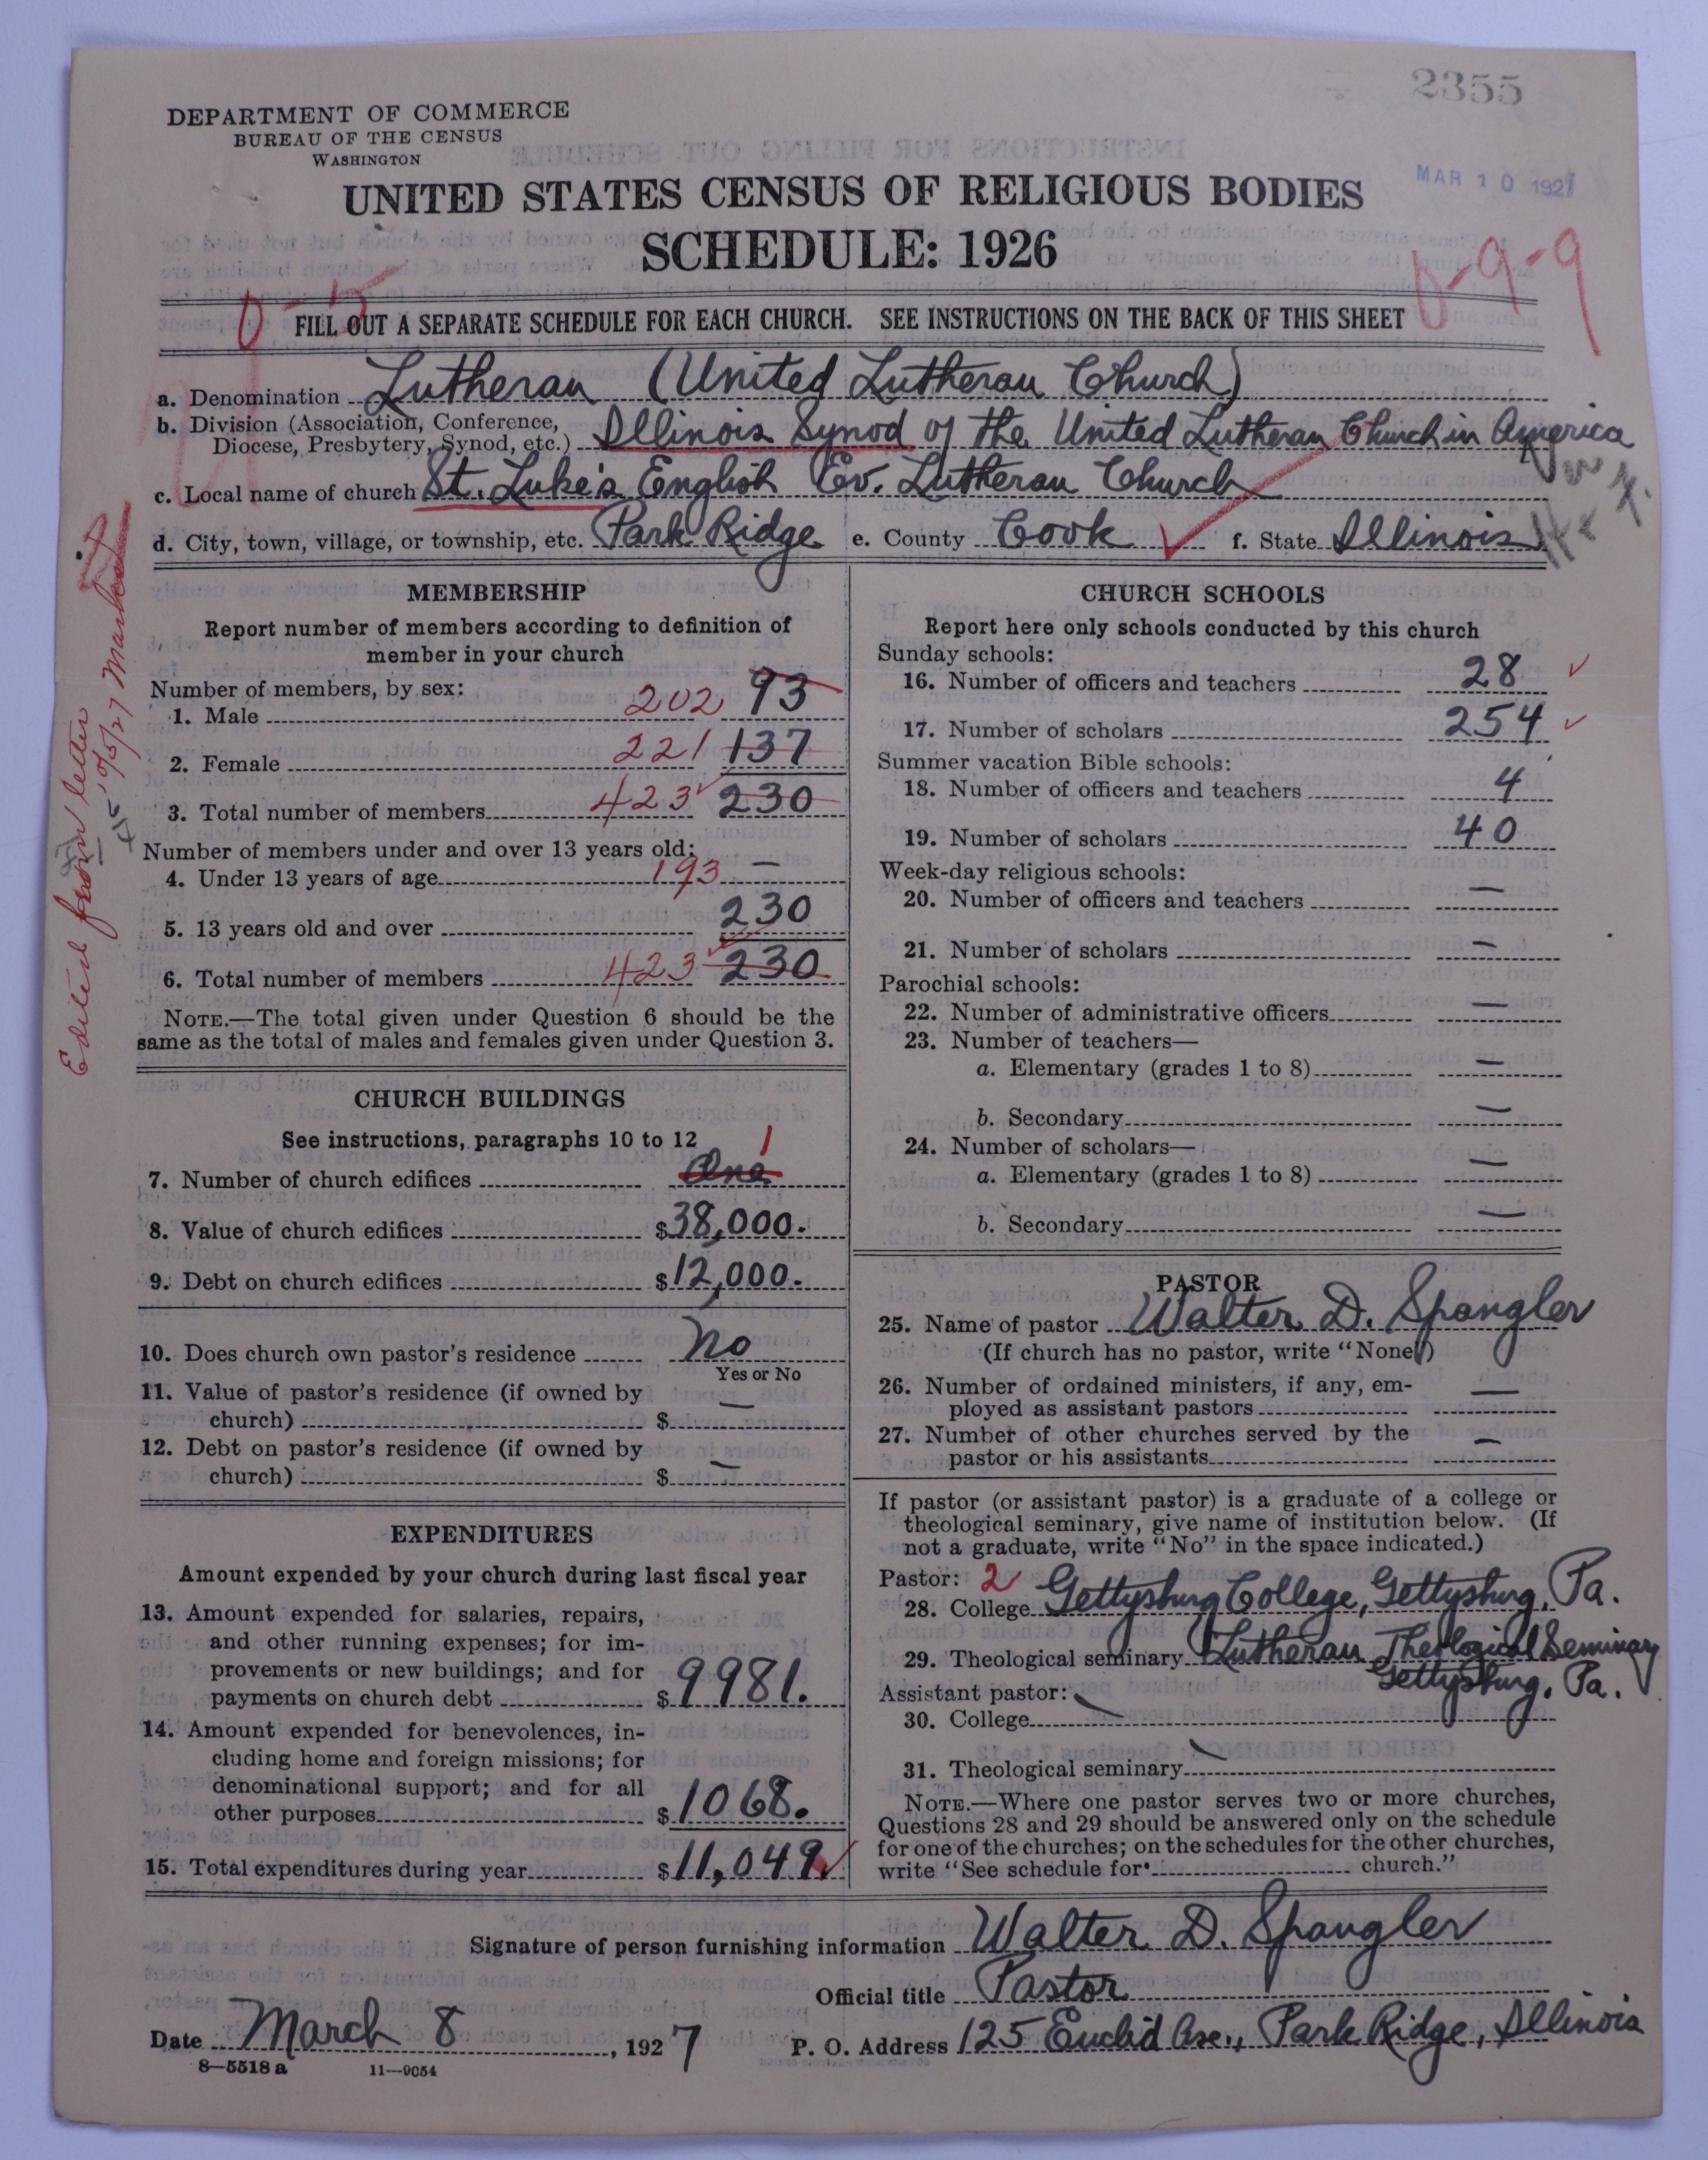 2355
DEPARTMENT OF COMMERCE
BUREAU OF THE CENSUS
WASHINGTON
MAR 10 1927
UNITED STATES CENSUS OF RELIGIOUS BODIES
SCHEDULE: 1926
0-15
0-9-9
FILL OUT A SEPARATE SCHEDULE FOR EACH CHURCH. SEE INSTRUCTIONS ON THE BACK OF THIS SHEET
a. Denomination Lutheran (United Lutheran Church)
b. Division (Association, Conference,
Diocese, Presbytery, Synod, etc.) Illinois Synod of the United Lutheran Church in America
c. Local name of church St. Luke's English Ev. Lutheran Church
d. City, town, village, or township, etc. Park Ridge e. County Cook f. State Illinois
MEMBERSHIP
Report number of members according to definition of
member in your church
Number of members, by sex:
1. Male 202 93
2. Female 221 137
3. Total number of members 423 230
Number of members under and over 13 years old:
4. Under 13 years of age 193 —
5. 13 years old and over 230
6. Total number of members 423 230
NOTE.—The total given under Question 6 should be the
same as the total of males and females given under Question 3.
Edited from letter
CHURCH BUILDINGS
See instructions, paragraphs 10 to 12
7. Number of church edifices One 1
8. Value of church edifices $38,000.
9. Debt on church edifices $12,000.
10. Does church own pastor's residence No
Yes or No
11. Value of pastor's residence (if owned by
church) $ —
12. Debt on pastor's residence (if owned by
church) $ —
EXPENDITURES
Amount expended by your church during last fiscal year
13. Amount expended for salaries, repairs,
and other running expenses; for im-
provements or new buildings; and for
payments on church debt $9981.
14. Amount expended for benevolences, in-
cluding home and foreign missions; for
denominational support; and for all
other purposes $1068.
15. Total expenditures during year $11,049
CHURCH SCHOOLS
Report here only schools conducted by this church
Sunday schools:
16. Number of officers and teachers 28
17. Number of scholars 254
Summer vacation Bible schools:
18. Number of officers and teachers 4
19. Number of scholars 40
Week-day religious schools:
20. Number of officers and teachers —
21. Number of scholars —
Parochial schools:
22. Number of administrative officers —
23. Number of teachers—
a. Elementary (grades 1 to 8) —
b. Secondary —
24. Number of scholars—
a. Elementary (grades 1 to 8) —
b. Secondary —
PASTOR
25. Name of pastor Walter D. Spangler
(If church has no pastor, write "None")
26. Number of ordained ministers, if any, em-
ployed as assistant pastors —
27. Number of other churches served by the
pastor or his assistants —
If pastor (or assistant pastor) is a graduate of a college or
theological seminary, give name of institution below. (If
not a graduate, write "No" in the space indicated.)
Pastor: 2
28. College Gettysburg College, Gettysburg, Pa.
29. Theological seminary Lutheran Theological Seminary
Gettysburg, Pa.
Assistant pastor:
30. College
31. Theological seminary
NOTE.—Where one pastor serves two or more churches,
Questions 28 and 29 should be answered only on the schedule
for one of the churches; on the schedules for the other churches,
write "See schedule for church."
Signature of person furnishing information Walter D. Spangler
Official title Pastor
Date March 8, 1927 P. O. Address 125 Euclid Ave., Park Ridge, Illinois
8-5518 a 11-9054